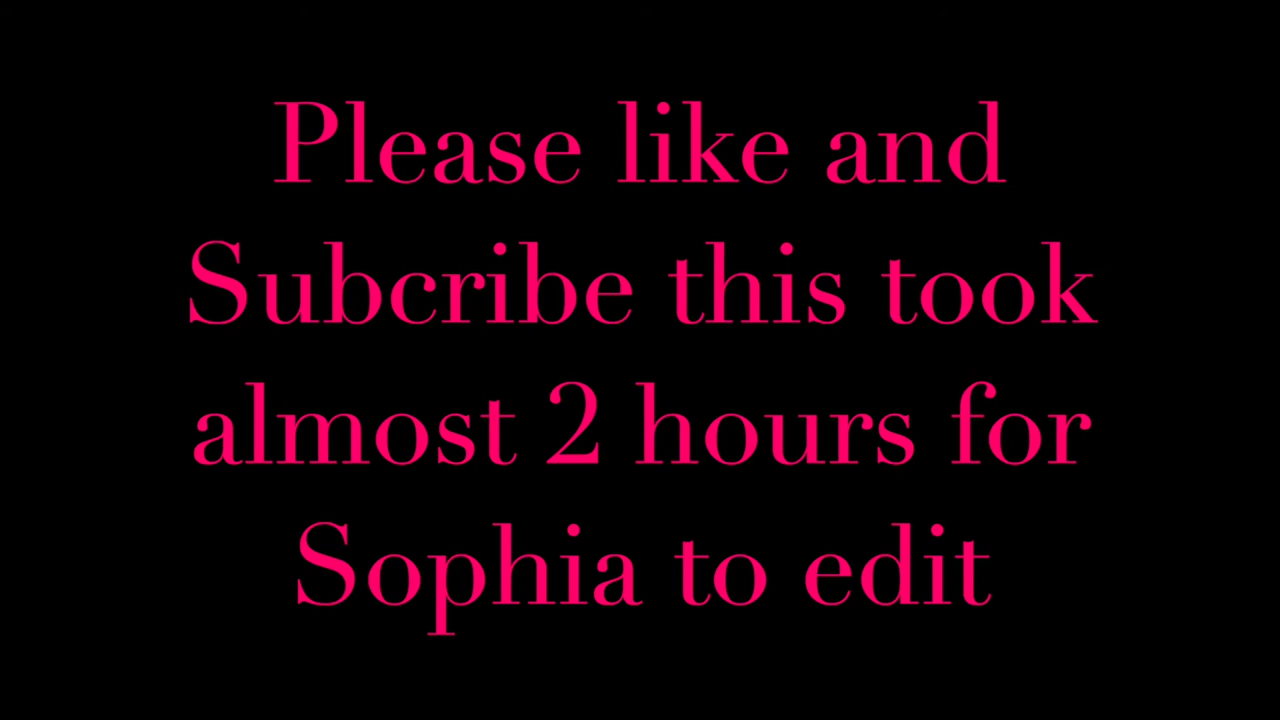 Please like and
Subcribe this took
almost 2 hours for
Sophia to edit